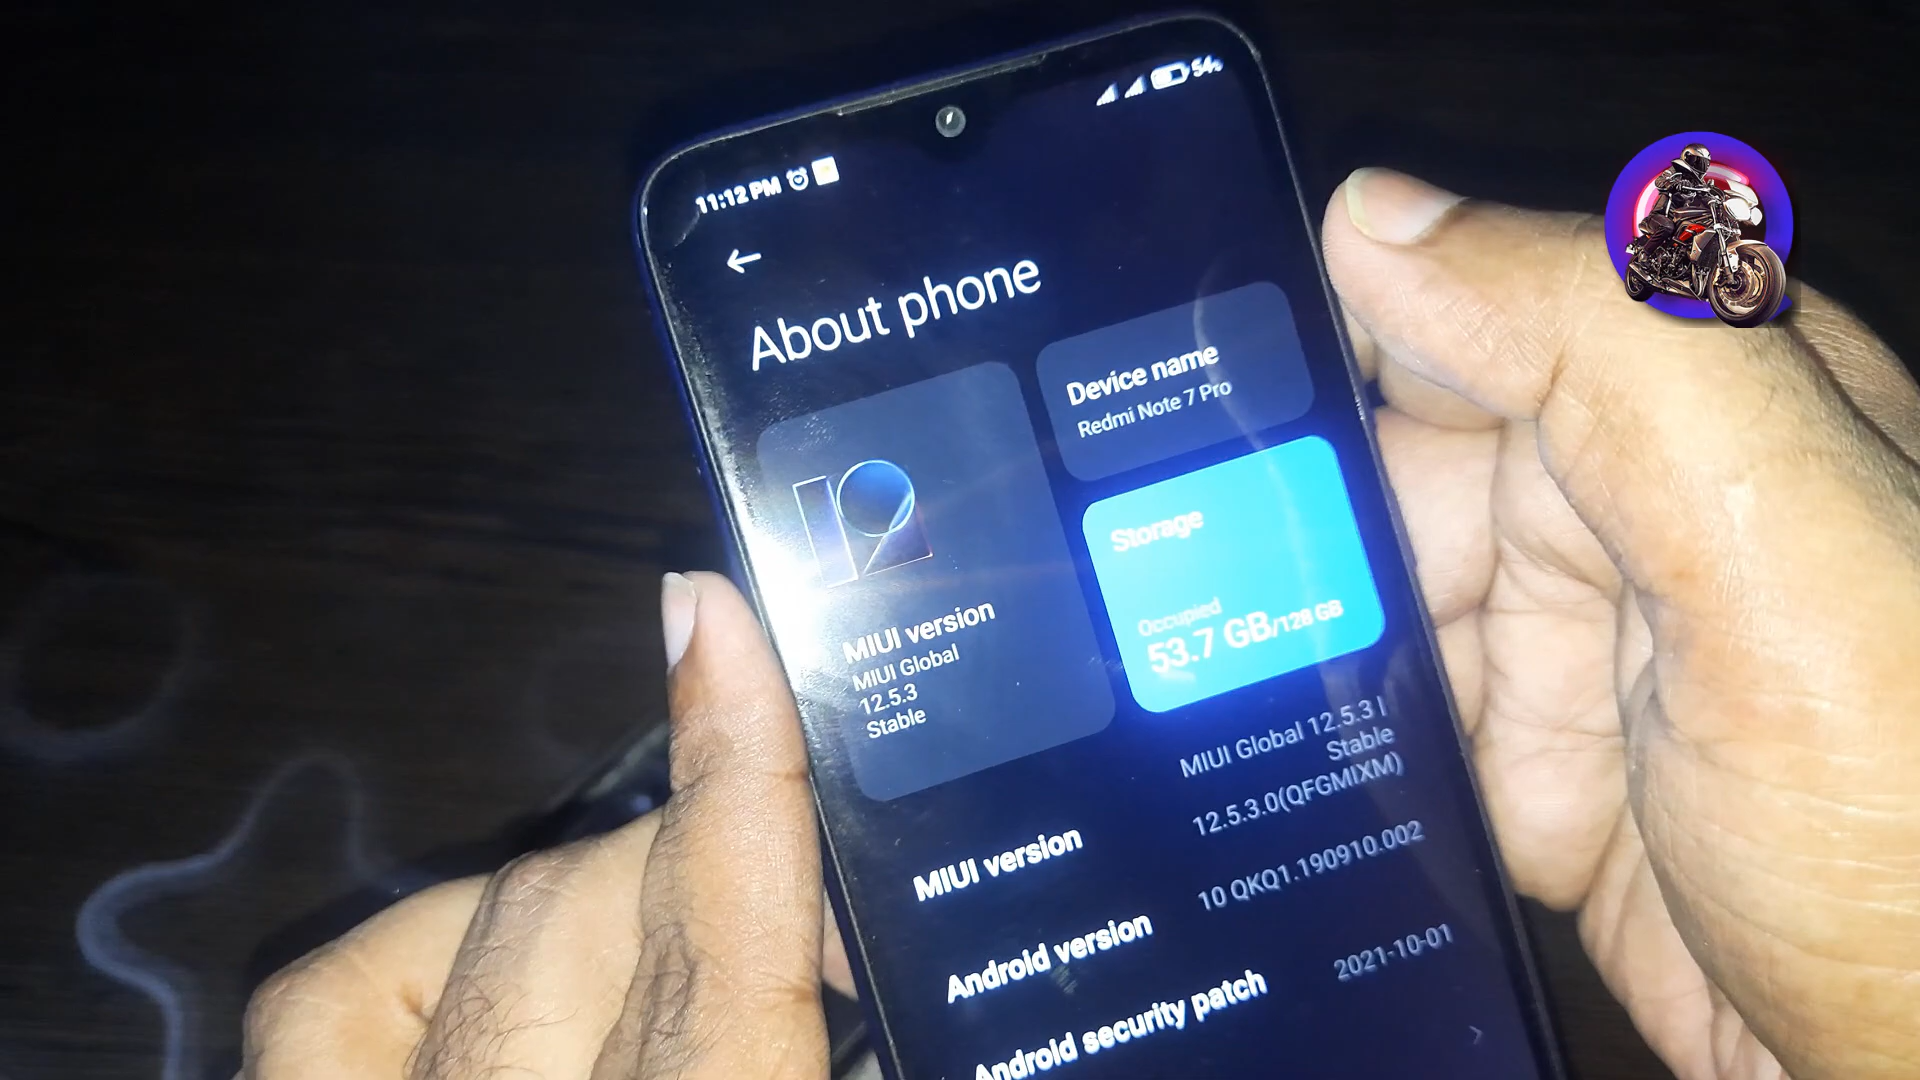 11:12 PM
54%
About phone
Device name
Redmi Note 7 Pro
12
MIUI version
MIUI Global
12.5.3
Stable
Storage
Occupied
53.7 GB/128 GB
MIUI version
MIUI Global 12.5.3 |
Stable
12.5.3.0(QFGMIXM)
Android version
10 QKQ1.190910.002
Android security patch
2021-10-01